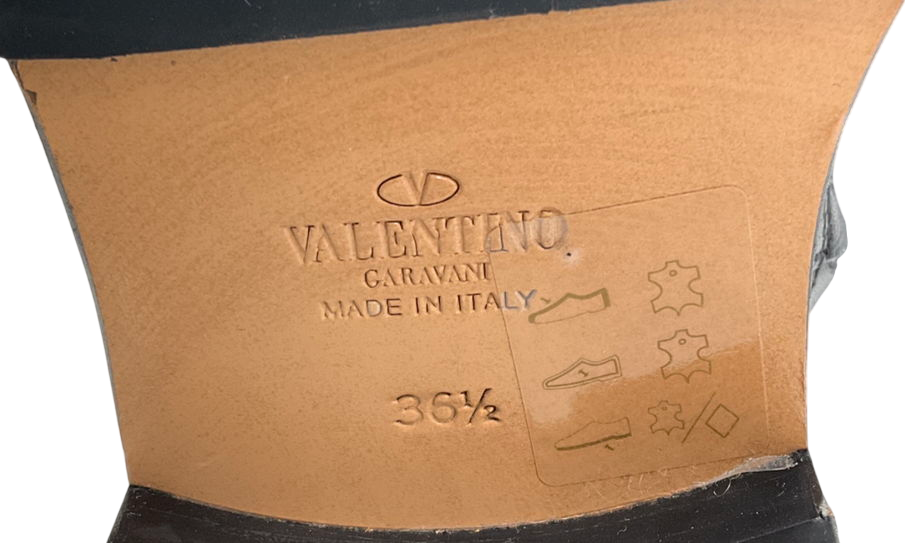 VALENTINO
GARAVANI
MADE IN ITALY
36½